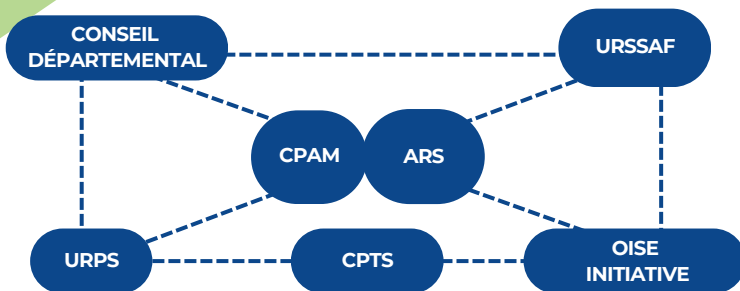 CONSEIL
DÉPARTEMENTAL
URSSAF
CPAM
ARS
URPS
CPTS
OISE
INITIATIVE